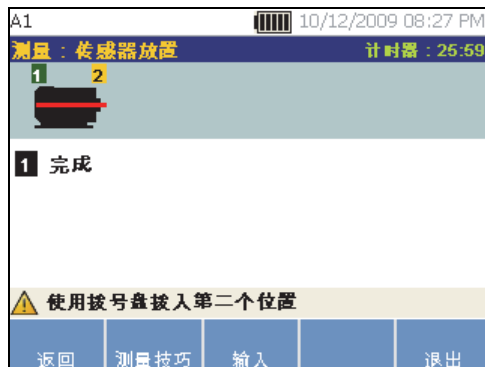 A1 10/12/2009 08:27 PM
测量：传感器放置 计时器：25:59
1 2
1 完成
使用拨号盘拨入第二个位置
返回 测量技巧 输入 退出